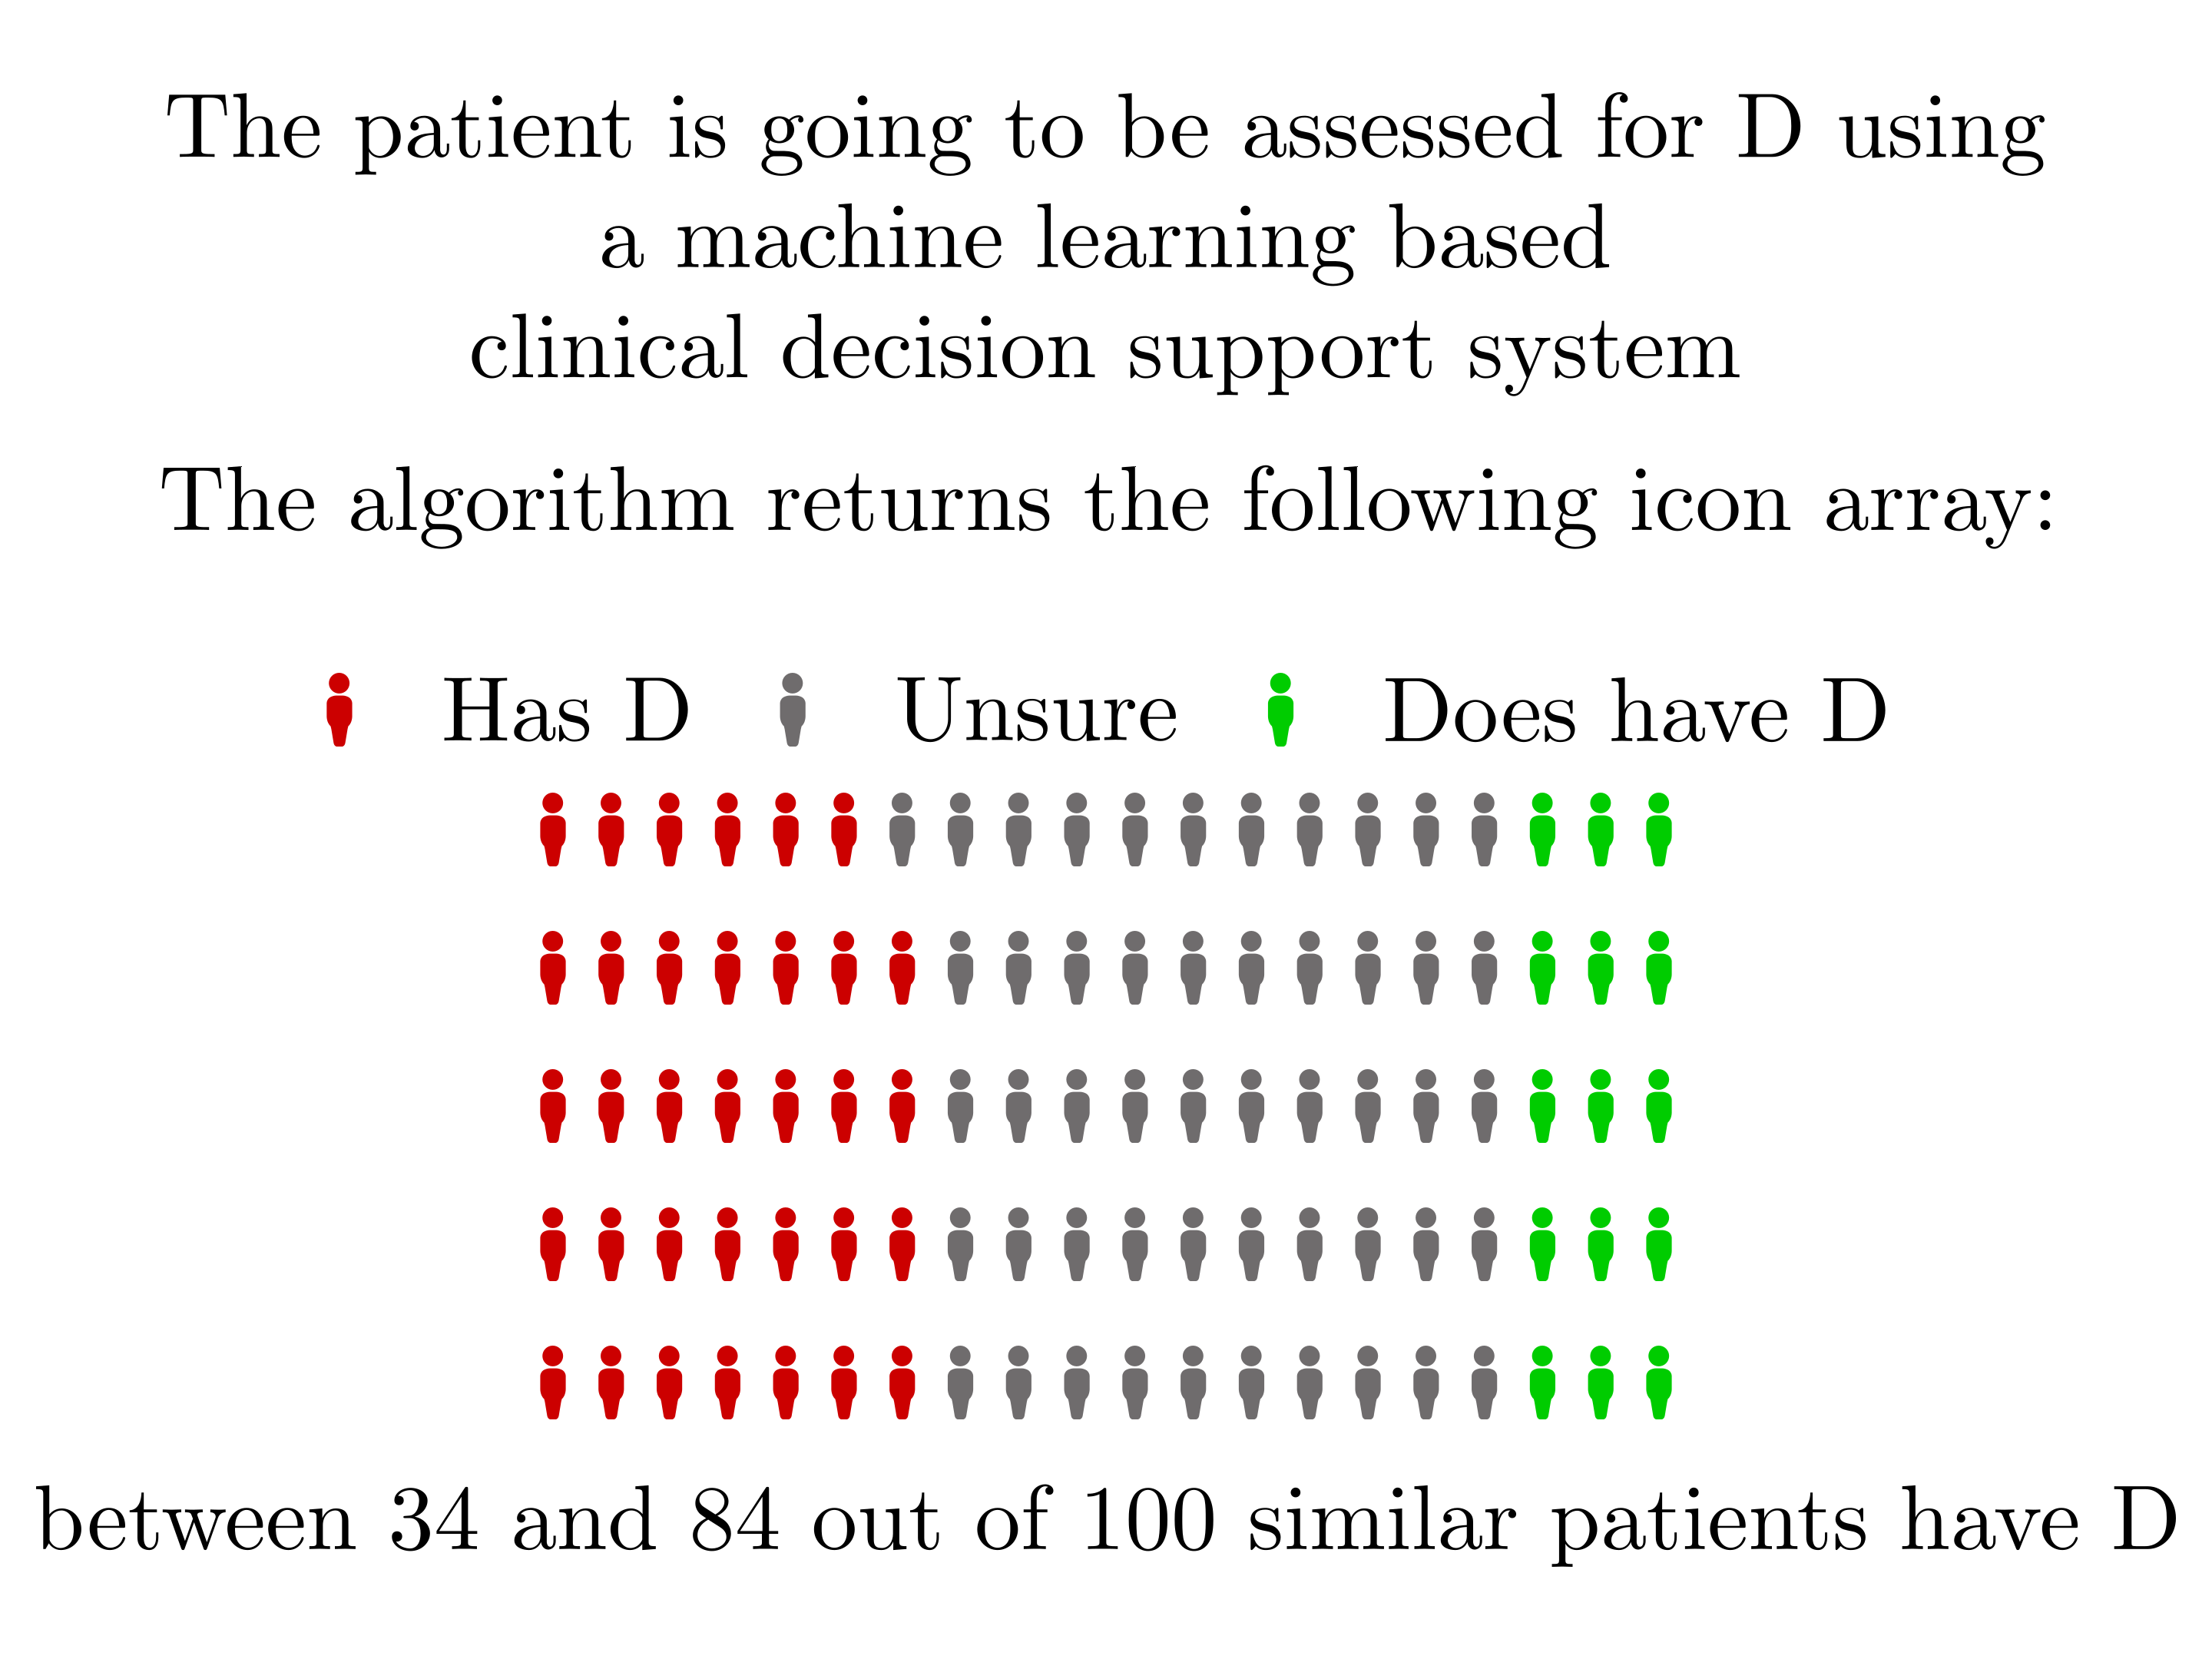 The patient is going to be assessed for D using
a machine learning based
clinical decision support system
The algorithm returns the following icon array:
Has D Unsure Does have D
between 34 and 84 out of 100 similar patients have D